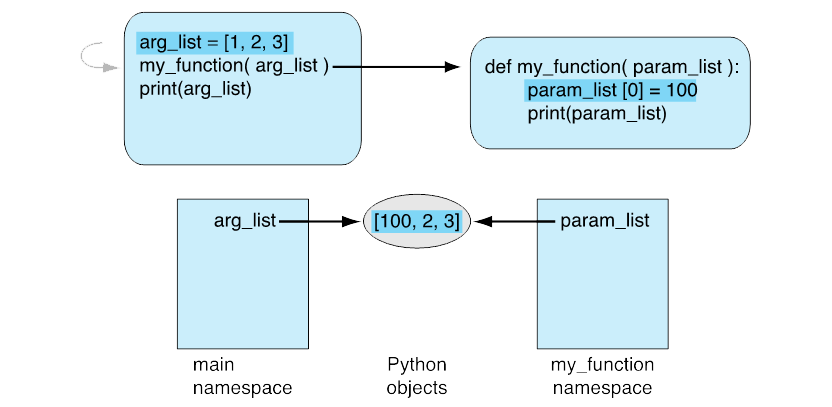 arg_list = [1, 2, 3]
my_function( arg_list )
print(arg_list)
def my_function( param_list ):
param_list [0] = 100
print(param_list)
arg_list
[100, 2, 3]
param_list
main
namespace
Python
objects
my_function
namespace